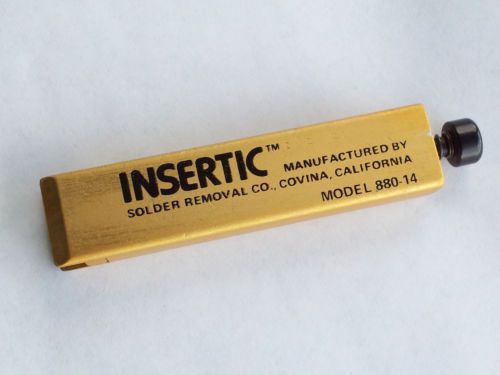 INSERTIC™ MANUFACTURED BY
SOLDER REMOVAL CO., COVINA, CALIFORNIA
MODEL 880-14